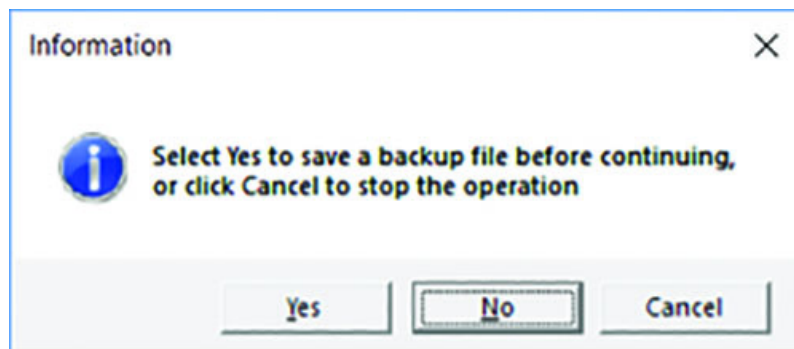 Information
Select Yes to save a backup file before continuing,
or click Cancel to stop the operation
Yes No Cancel